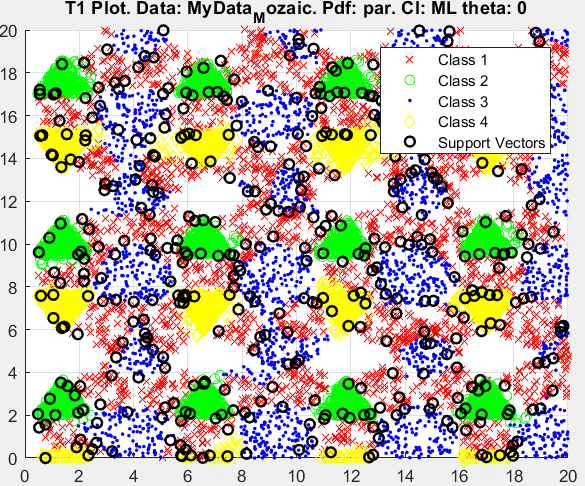 T1 Plot. Data: MyData_Mozaic. Pdf: par. Cl: ML theta: 0
20
18
16
14
12
10
8
6
4
2
0
Class 1
Class 2
Class 3
Class 4
Support Vectors
0 2 4 6 8 10 12 14 16 18 20